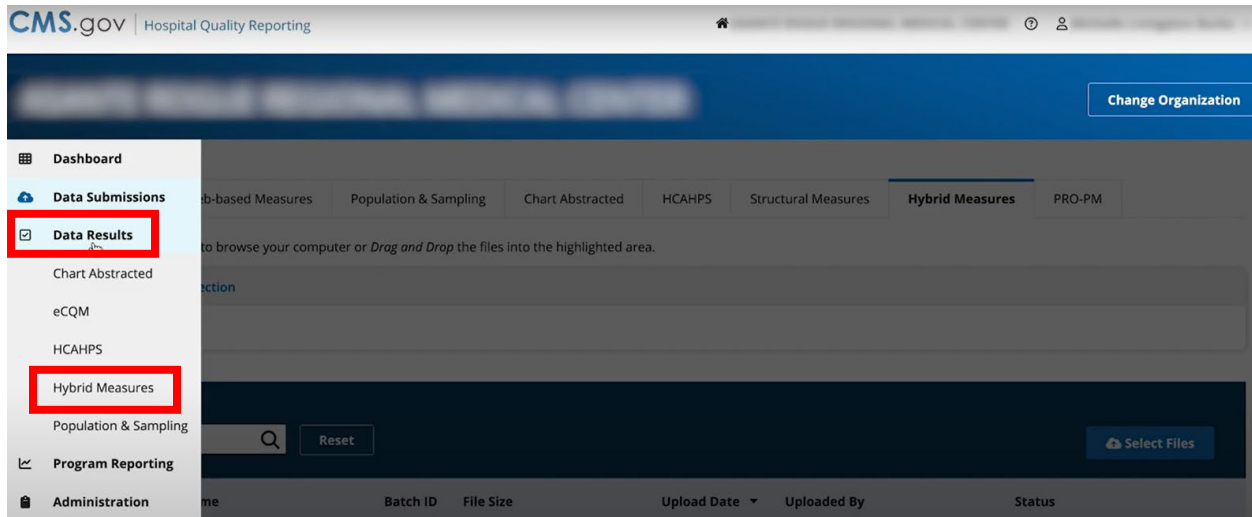 CMS.gov | Hospital Quality Reporting
Change Organization
Dashboard
Data Submissions
Data Results
Chart Abstracted
eCQM
HCAHPS
Hybrid Measures
Population & Sampling
Program Reporting
Administration
eb-based Measures Population & Sampling Chart Abstracted HCAHPS Structural Measures Hybrid Measures PRO-PM
to browse your computer or Drag and Drop the files into the highlighted area.
ection
Reset Select Files
me Batch ID File Size Upload Date Uploaded By Status